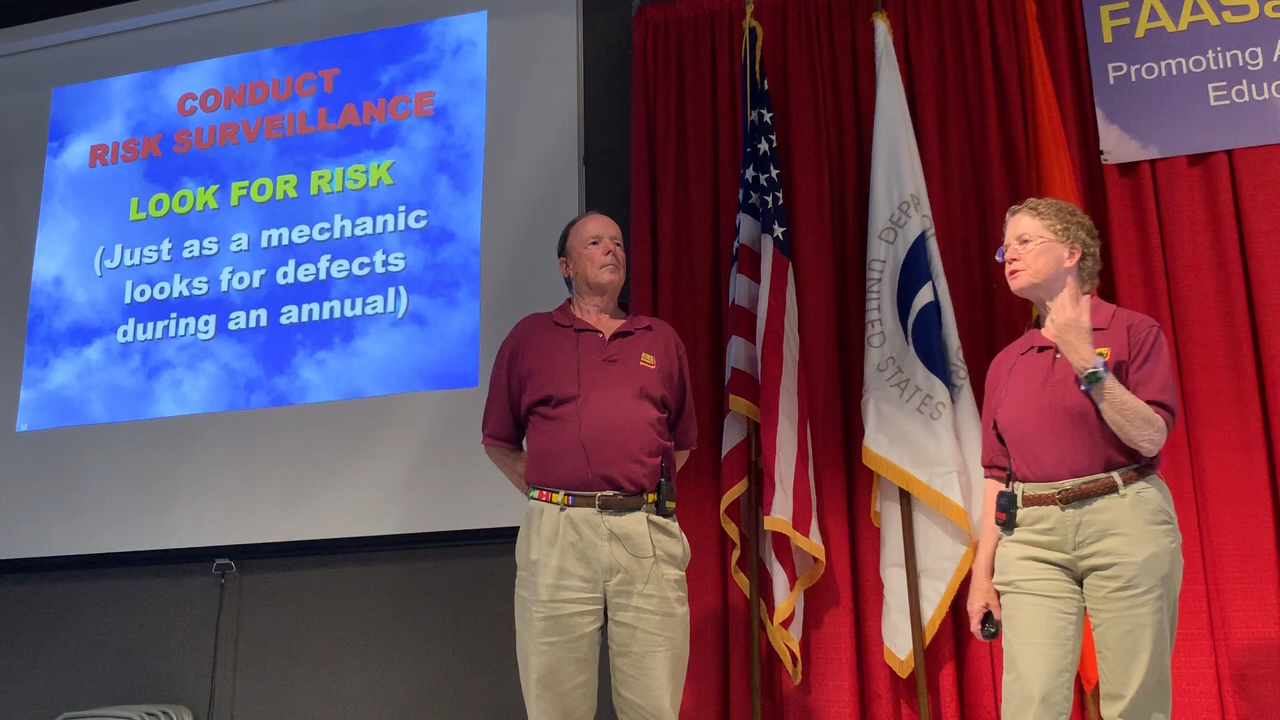 CONDUCT
RISK SURVEILLANCE
LOOK FOR RISK
(Just as a mechanic
looks for defects
during an annual)
FAASa
Promoting A
Educ
DEPA
UNITED
STATES